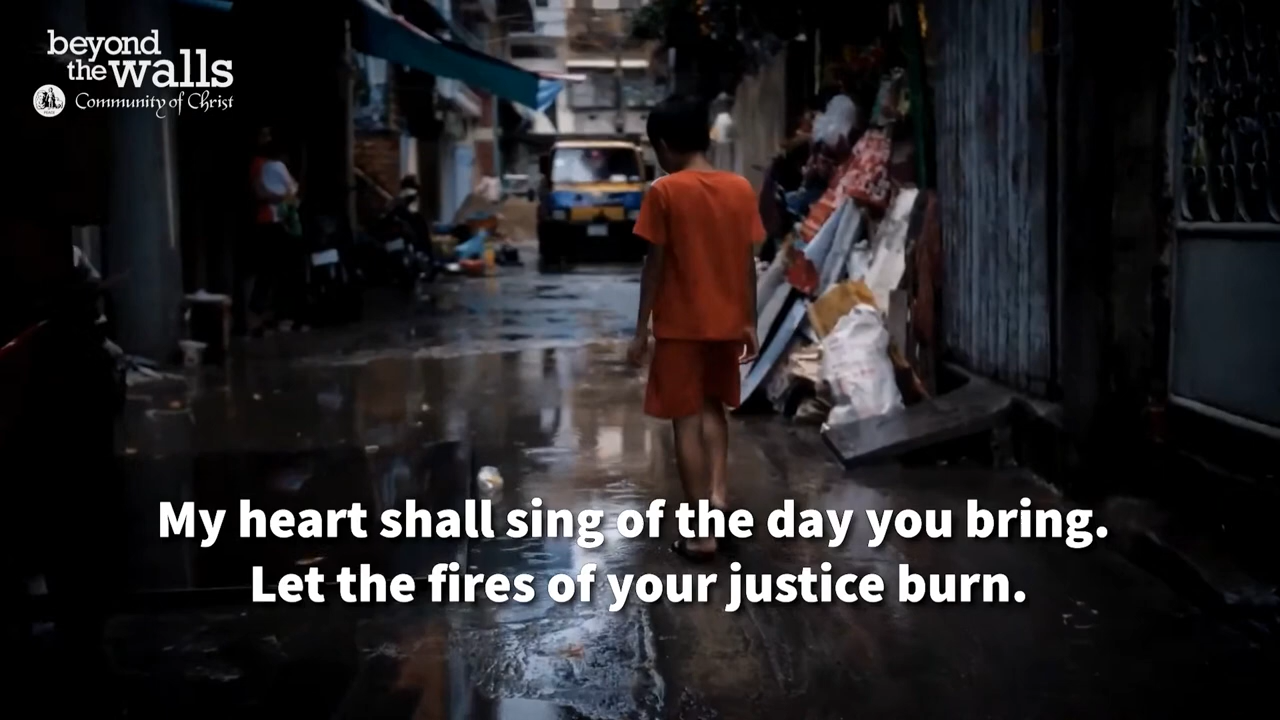 beyond
the walls
Community of Christ
My heart shall sing of the day you bring.
Let the fires of your justice burn.